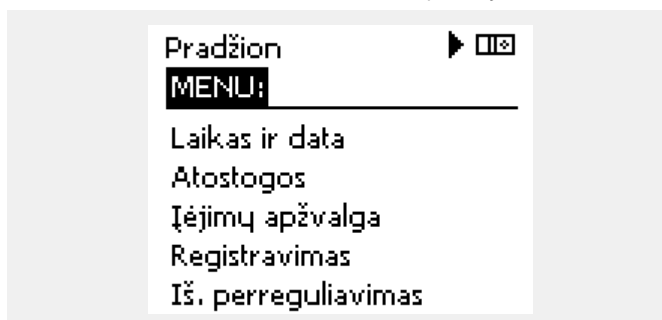 Pradžion
MENU:
Laikas ir data
Atostogos
Įėjimų apžvalga
Registravimas
Iš. perreguliavimas